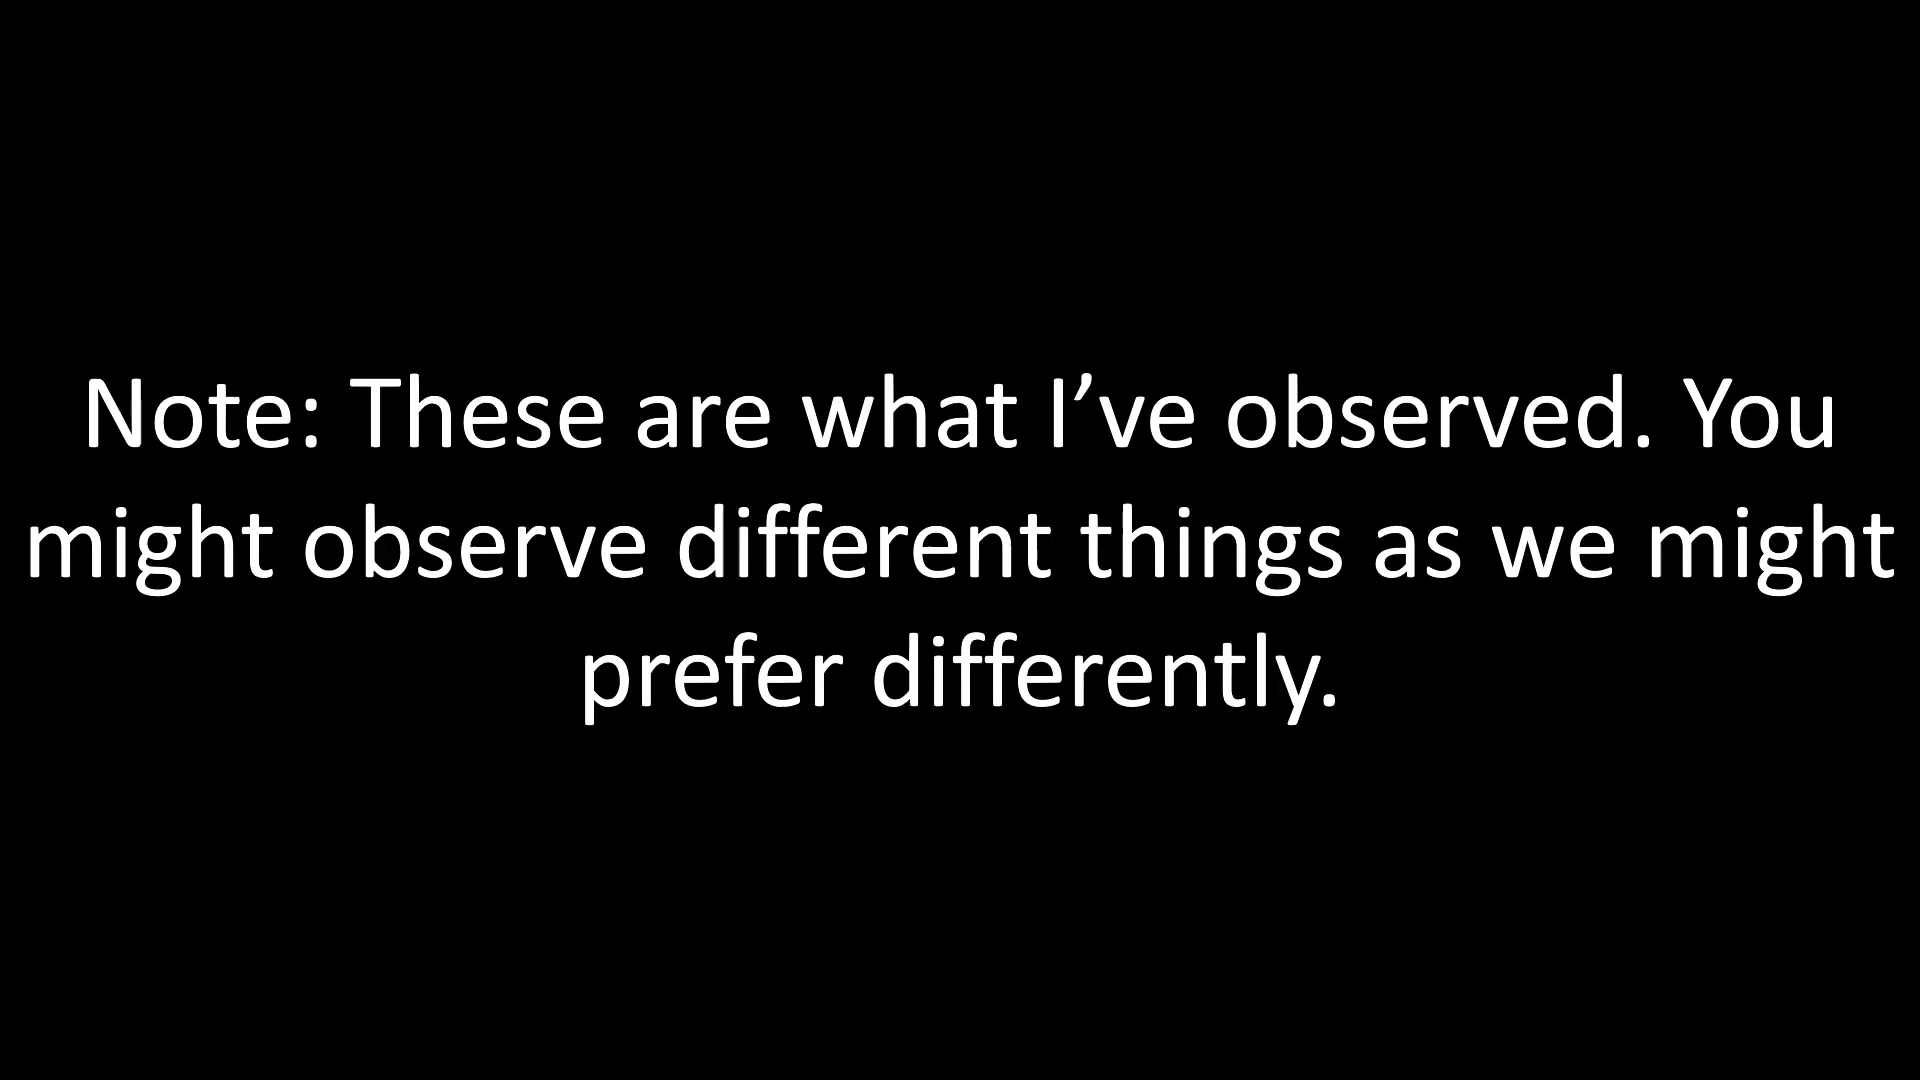 Note: These are what I’ve observed. You
might observe different things as we might
prefer differently.